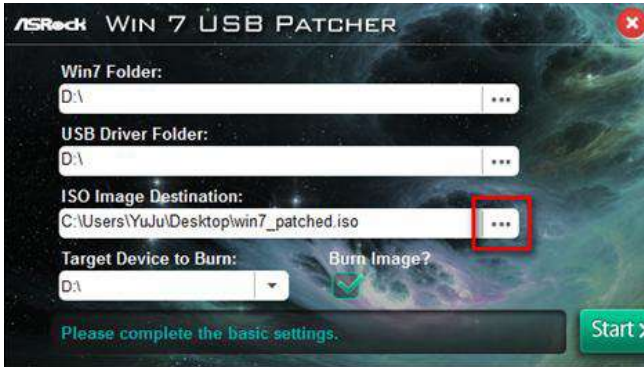 ASRock WIN 7 USB PATCHER
Win7 Folder:
D:\
USB Driver Folder:
D:\
ISO Image Destination:
C:\Users\YuJu\Desktop\win7_patched.iso
Target Device to Burn: Burn Image?
D:\
Please complete the basic settings.
Start